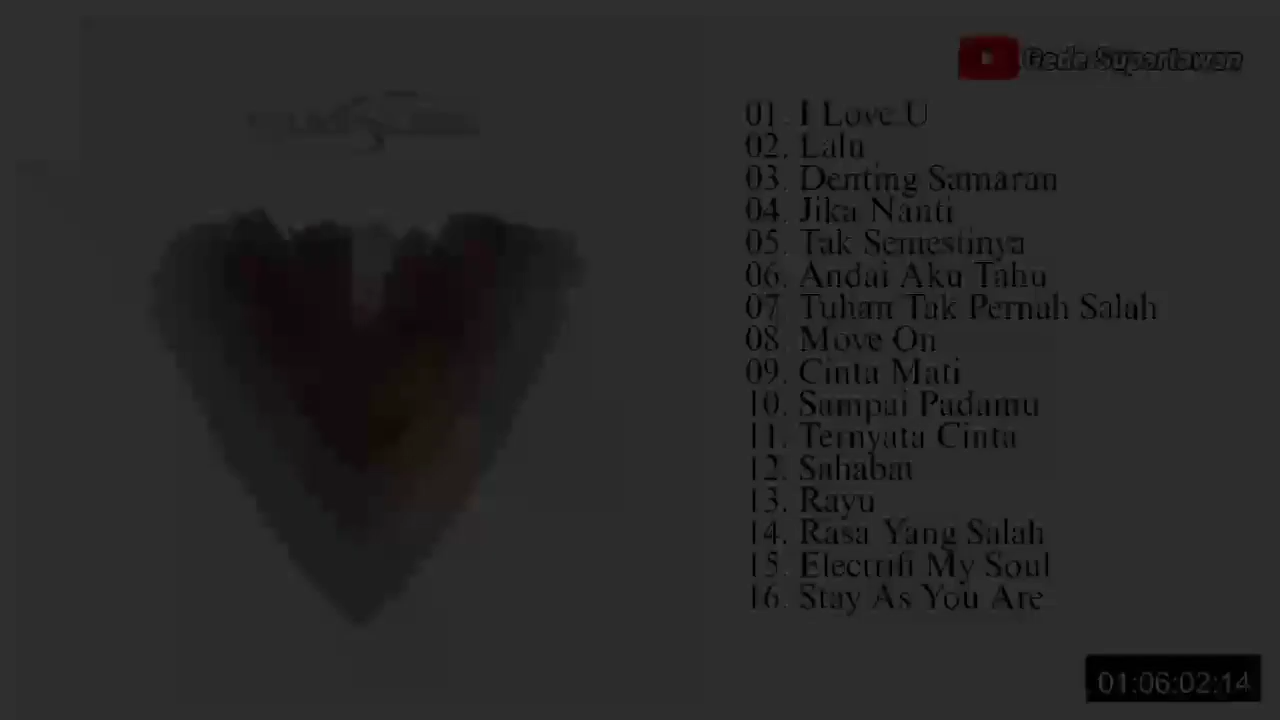 Gede Supartawan
01. I Love U
02. Lalu
03. Denting Samaran
04. Jika Nanti
05. Tak Semestinya
06. Andai Aku Tahu
07. Tuhan Tak Pernah Salah
08. Move On
09. Cinta Mati
10. Sampai Padamu
11. Ternyata Cinta
12. Sahabat
13. Rayu
14. Rasa Yang Salah
15. Electrifi My Soul
16. Stay As You Are
01:06:02:14